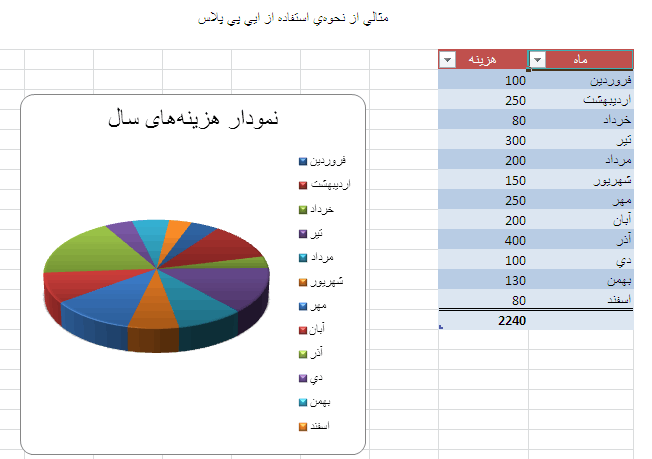 مثالي از نحوه‌ي استفاده از ايي پي پلاس
ماه هزينه
فروردين 100
ارديبهشت 250
خرداد 80
تير 300
مرداد 200
شهريور 150
مهر 250
آبان 200
آذر 400
دي 100
بهمن 130
اسفند 80
2240
نمودار هزینه‌های سال
فروردين
ارديبهشت
خرداد
تير
مرداد
شهريور
مهر
آبان
آذر
دي
بهمن
اسفند